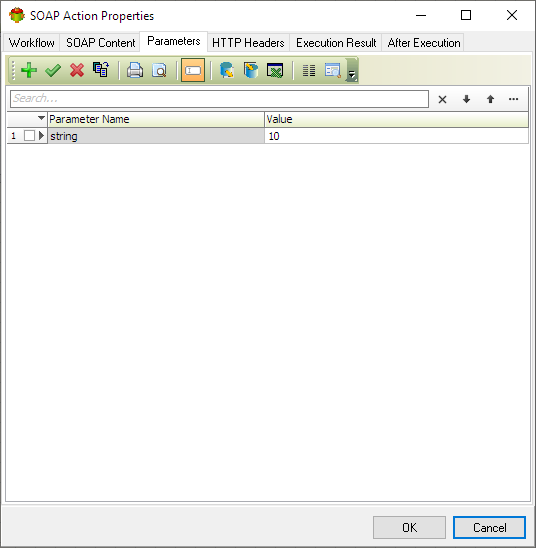 SOAP Action Properties
Workflow SOAP Content Parameters HTTP Headers Execution Result After Execution
Search...
Parameter Name Value
1 string 10
OK Cancel